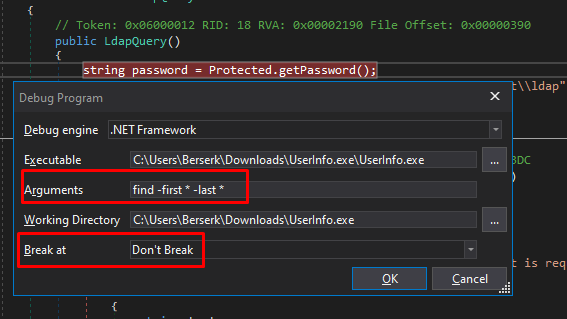 {
// Token: 0x06000012 RID: 18 RVA: 0x00002190 File Offset: 0x00000390
public LdapQuery()
{
string password = Protected.getPassword();
t\\ldap"
Debug Program
Debug engine .NET Framework
Executable C:\Users\Berserk\Downloads\UserInfo.exe\UserInfo.exe ...
3DC
)
Arguments find -first * -last *
Working Directory C:\Users\Berserk\Downloads\UserInfo.exe ...
Break at Don't Break
t is req
OK Cancel
{